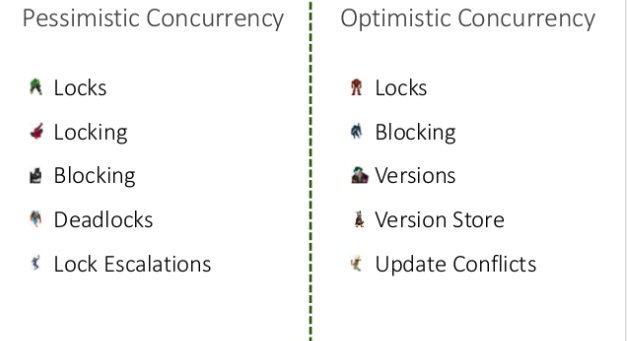 Pessimistic Concurrency
Locks
Locking
Blocking
Deadlocks
Lock Escalations
Optimistic Concurrency
Locks
Blocking
Versions
Version Store
Update Conflicts